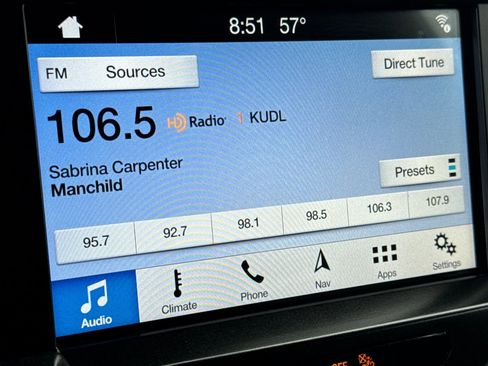 8:51 57°
FM Sources
Direct Tune
106.5 HD Radio 1 KUDL
Sabrina Carpenter
Manchild
Presets
95.7 92.7 98.1 98.5 106.3 107.9
Audio Climate Phone Nav Apps Settings
OFF